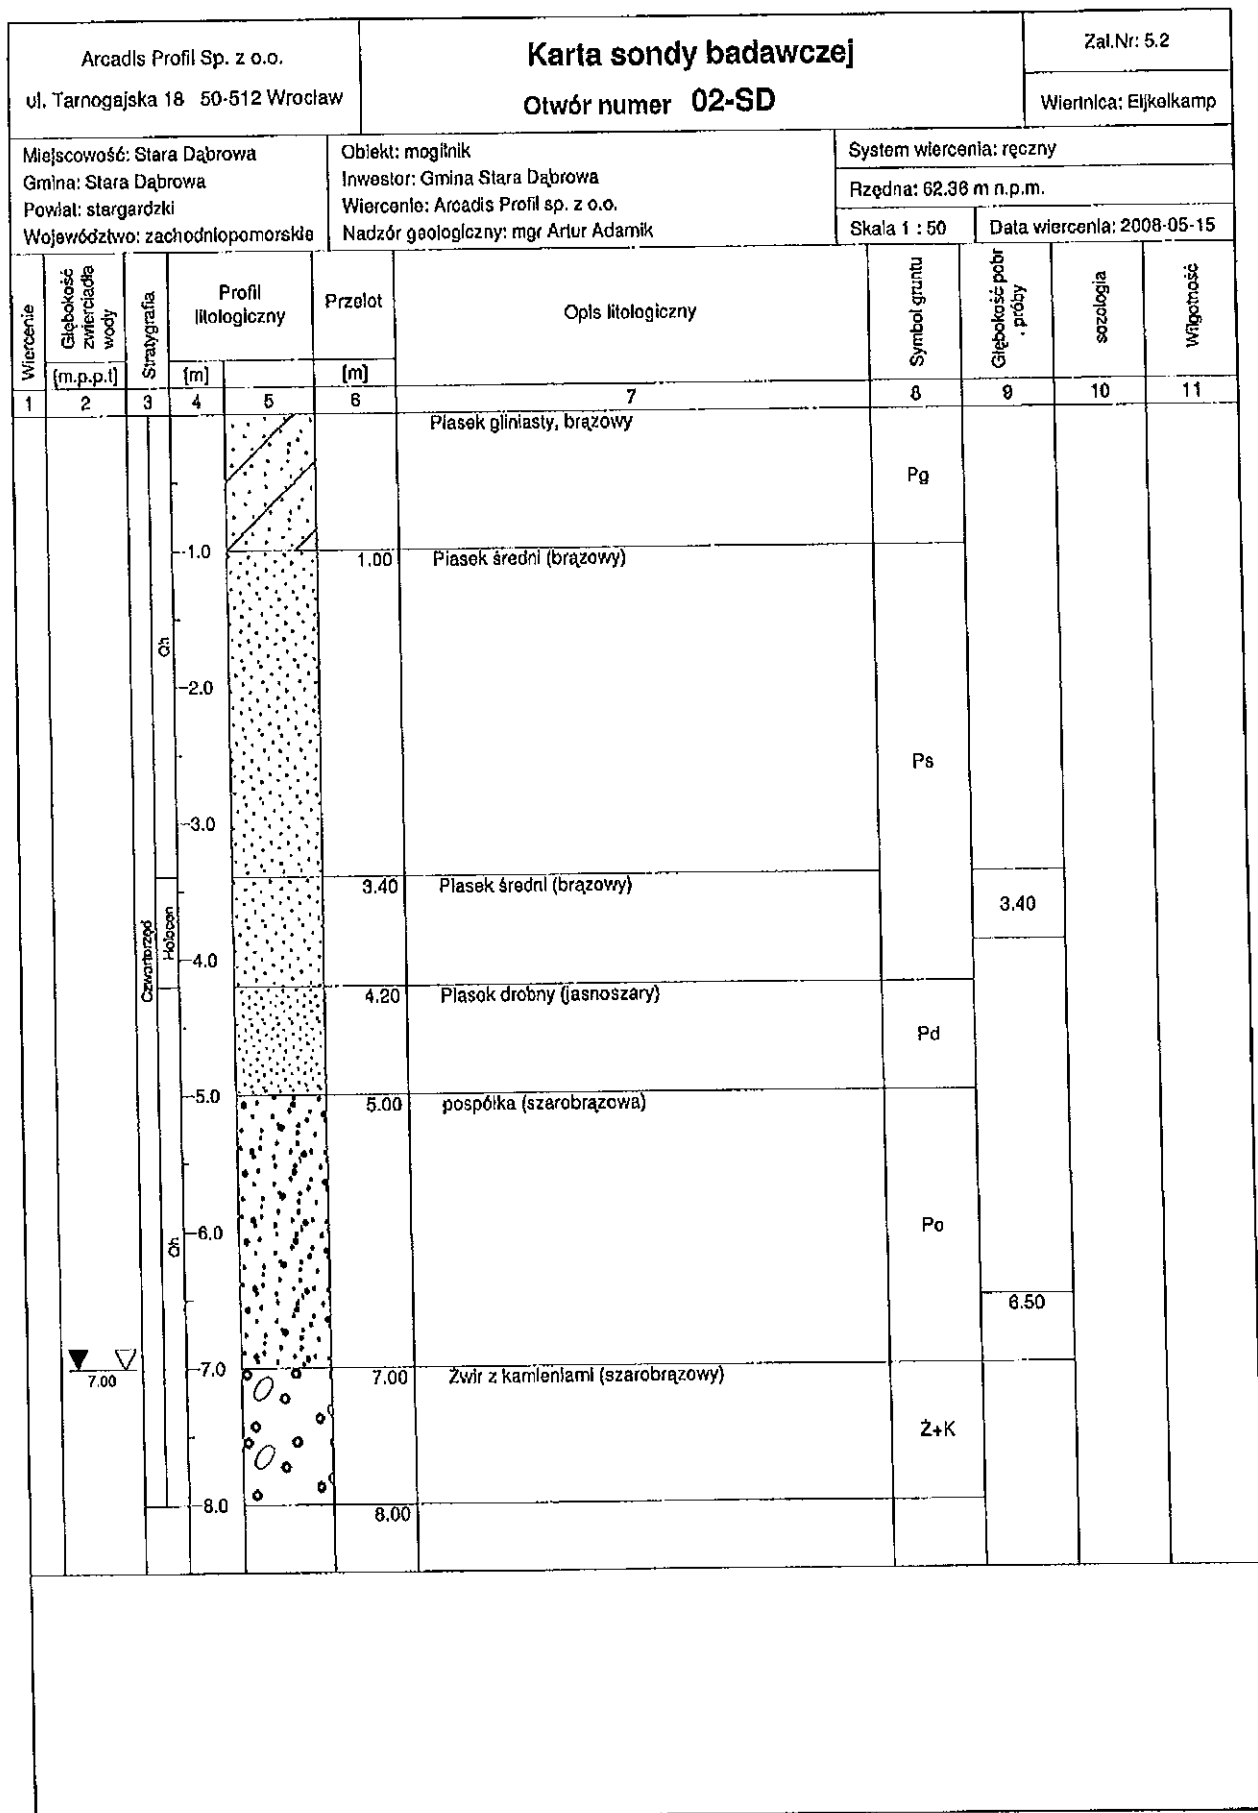 Arcadis Profil Sp. z o.o.
ul. Tarnogajska 18 50-512 Wrocław
Karta sondy badawczej
Otwór numer 02-SD
Zal.Nr: 5.2
Wiertnica: Eijkelkamp
Miejscowość: Stara Dąbrowa
Gmina: Stara Dąbrowa
Powiat: stargardzki
Województwo: zachodniopomorskie
Obiekt: mogilnik
Inwestor: Gmina Stara Dąbrowa
Wiercenie: Arcadis Profil sp. z o.o.
Nadzór geologiczny: mgr Artur Adamik
System wiercenia: ręczny
Rzędna: 62.36 m n.p.m.
Skala 1 : 50
Data wiercenia: 2008-05-15
Wiercenie
Głębokość
zwierciadła
wody
[m.p.p.t]
Stratygrafia
Profil
litologiczny
[m]
Przelot
[m]
Opis litologiczny
Symbol gruntu
Głębokość pobr
. próby
sozologia
Wilgotność
1 2 3 4 5 6 7 8 9 10 11
Piasek gliniasty, brązowy
Pg
-1.0
1.00 Piasek średni (brązowy)
Qh
-2.0
Ps
-3.0
3.40 Piasek średni (brązowy)
3.40
Czwartorzęd
Holocen
-4.0
4.20 Piasek drobny (jasnoszary)
Pd
-5.0
5.00 pospółka (szarobrązowa)
Po
-6.0
Qh
6.50
7.00
-7.0
7.00 Żwir z kamieniami (szarobrązowy)
Ż+K
-8.0
8.00